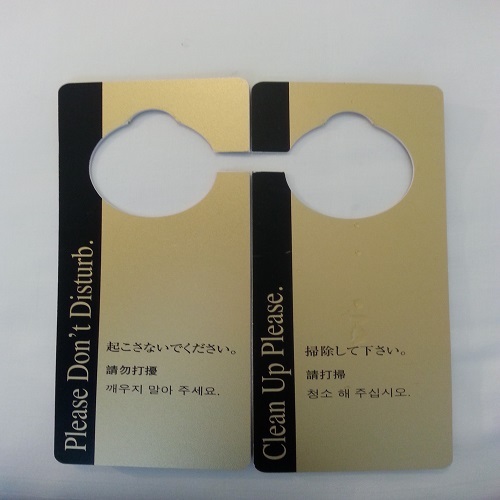 Please Don't Disturb.
起こさないでください。
請勿打擾
깨우지 말아 주세요.
Clean Up Please.
掃除して下さい。
請打掃
청소 해 주십시오.